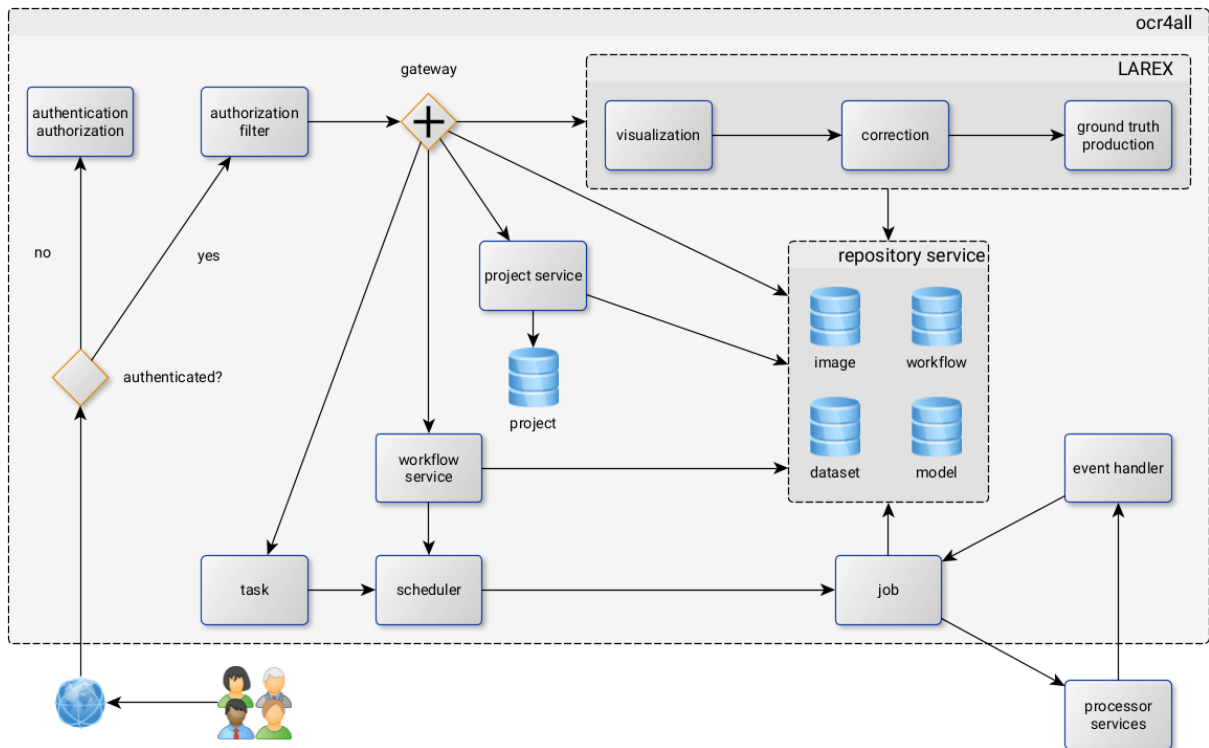 ocr4all
gateway
LAREX
authentication
authorization
authorization
filter
visualization
correction
ground truth
production
no
yes
project service
repository service
image
workflow
authenticated?
project
workflow
service
dataset
model
event handler
task
scheduler
job
processor
services